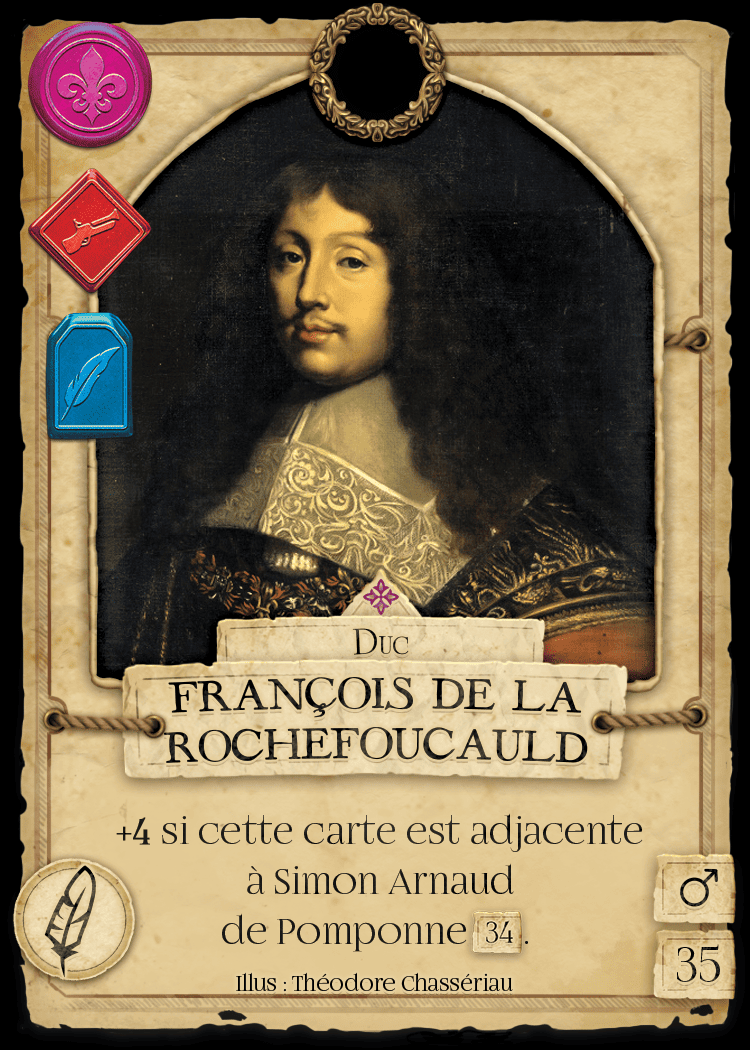 Duc
FRANÇOIS DE LA
ROCHEFOUCAULD
+4 si cette carte est adjacente
à Simon Arnaud
de Pomponne 34.
Illus : Théodore Chassériau
♂
35